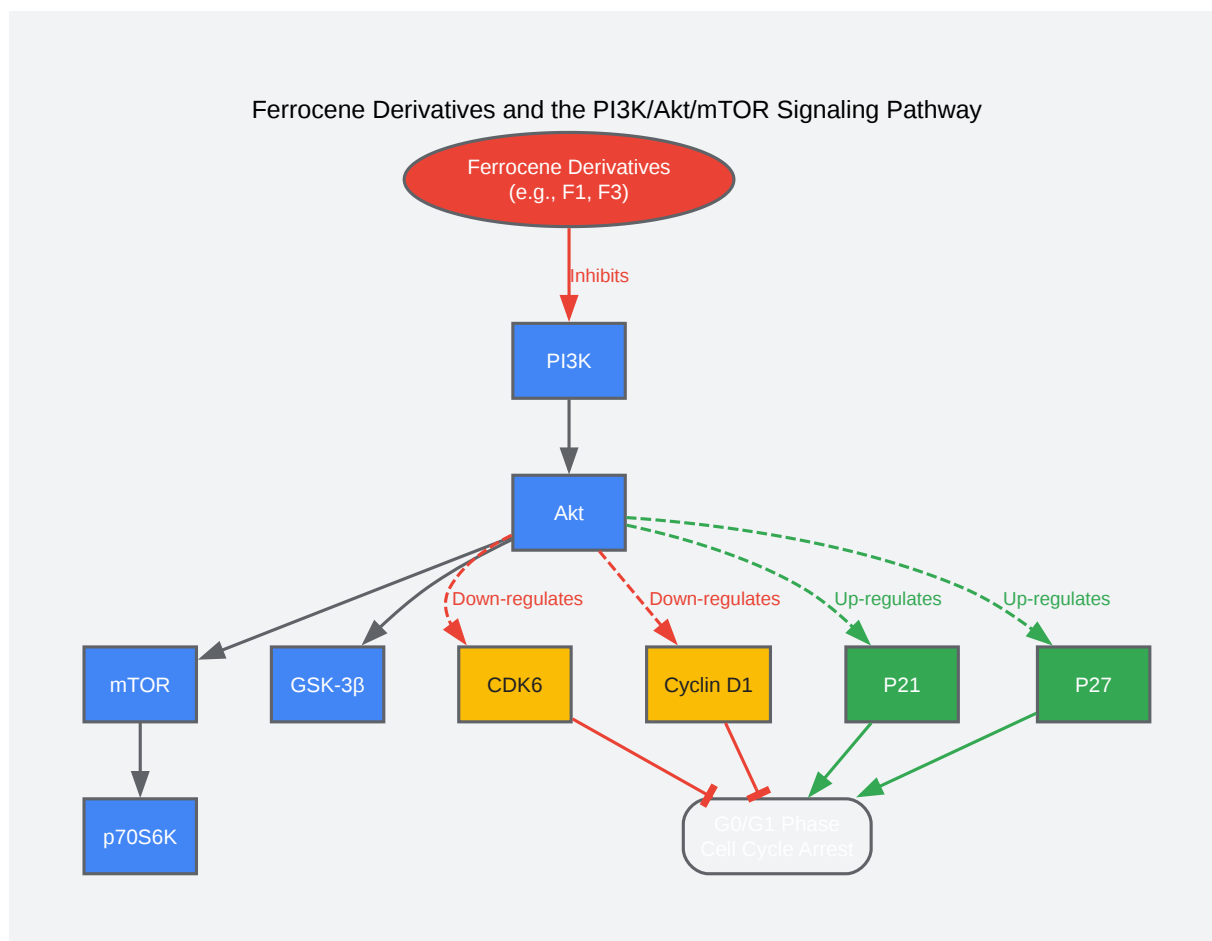 Ferrocene Derivatives and the PI3K/Akt/mTOR Signaling Pathway
Ferrocene Derivatives
(e.g., F1, F3)
Inhibits
PI3K
Akt
Down-regulates
Down-regulates
Up-regulates
Up-regulates
mTOR
GSK-3β
CDK6
Cyclin D1
P21
P27
p70S6K
G0/G1 Phase
Cell Cycle Arrest